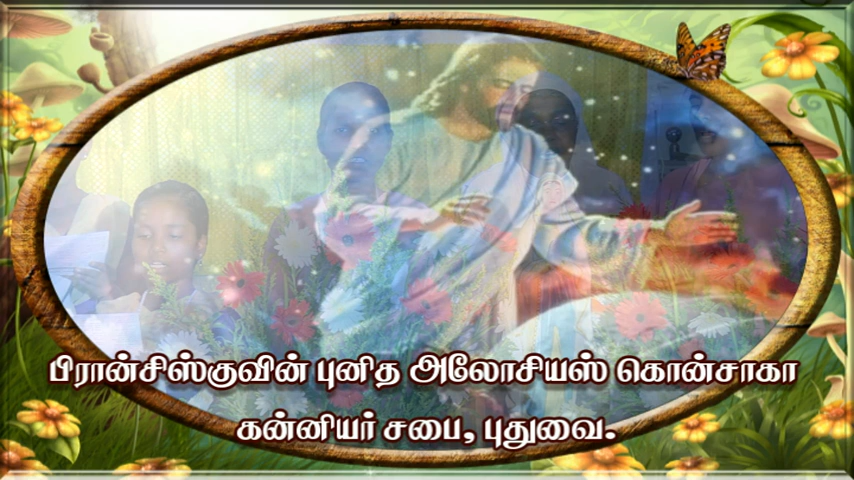 பிரான்சிஸ்குவின் புனித அலோசியஸ் கொன்சாகா
கன்னியர் சபை, புதுவை.